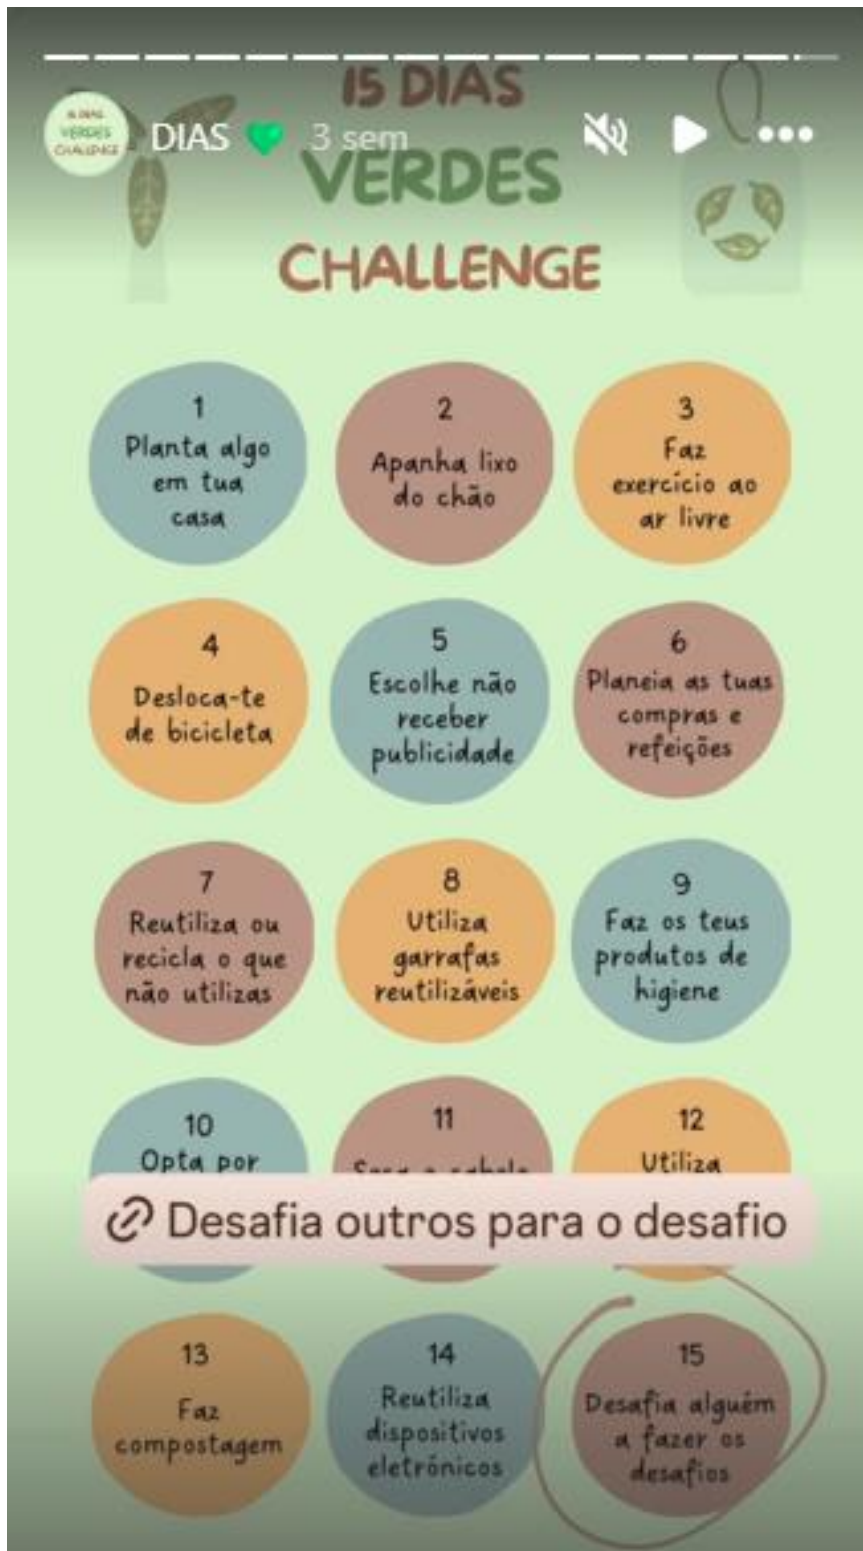 15 DIAS
VERDES
CHALLENGE
15 DIAS
VERDES
CHALLENGE
DIAS
3 sem
1
Planta algo
em tua
casa
2
Apanha lixo
do chão
3
Faz
exercício ao
ar livre
4
Desloca-te
de bicicleta
5
Escolhe não
receber
publicidade
6
Planeia as tuas
compras e
refeições
7
Reutiliza ou
recicla o que
não utilizas
8
Utiliza
garrafas
reutilizáveis
9
Faz os teus
produtos de
higiene
10
Opta por
11
12
Utiliza
Desafia outros para o desafio
13
Faz
compostagem
14
Reutiliza
dispositivos
eletrónicos
15
Desafia alguém
a fazer os
desafios